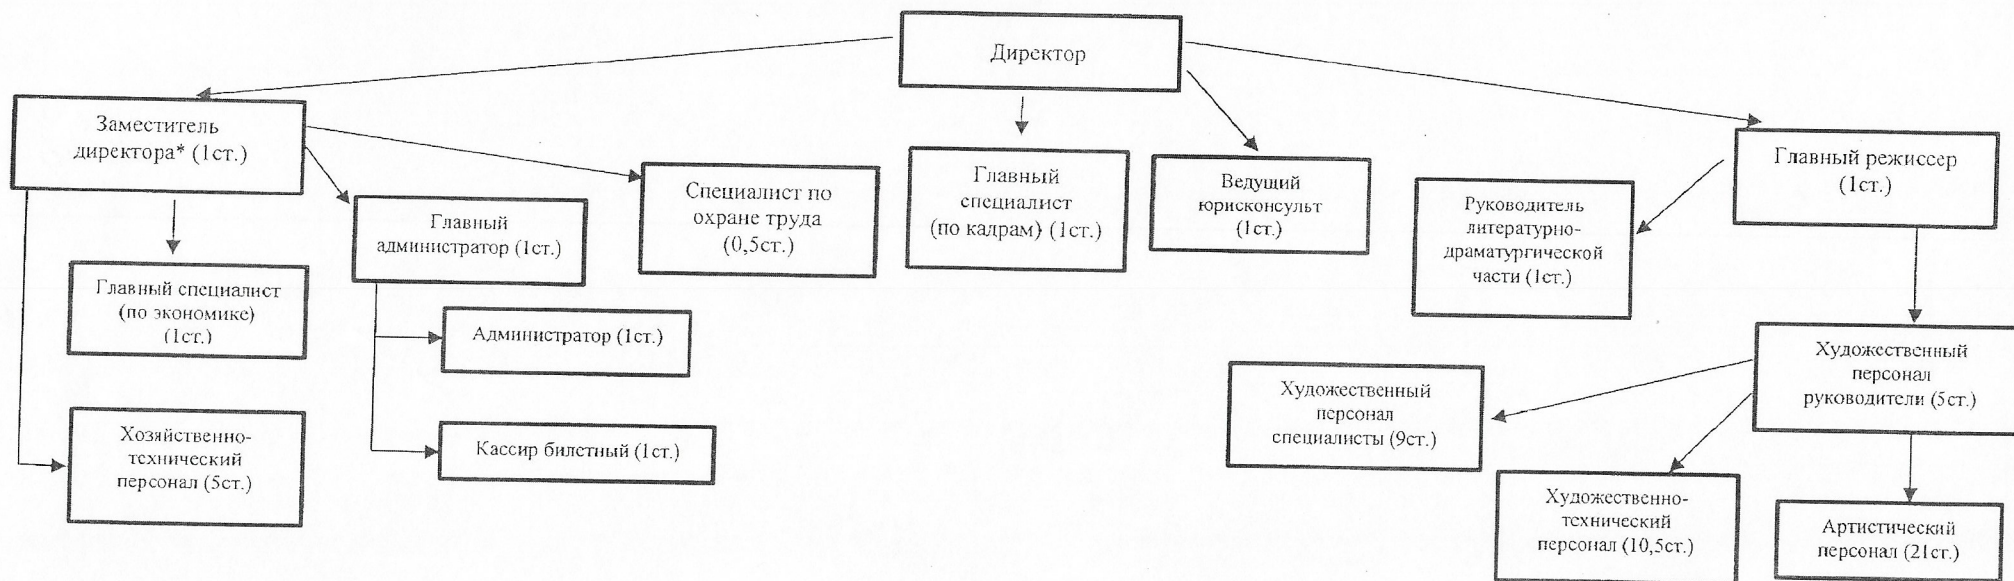 Директор
Заместитель
директора* (1ст.)
Главный
администратор (1ст.)
Специалист по
охране труда
(0,5ст.)
Главный
специалист
(по кадрам) (1ст.)
Ведущий
юрисконсульт
(1ст.)
Руководитель
литературно-
драматургической
части (1ст.)
Главный режиссер
(1ст.)
Главный специалист
(по экономике)
(1ст.)
Администратор (1ст.)
Художественный
персонал
руководители (5ст.)
Художественный
персонал
специалисты (9ст.)
Хозяйственно-
технический
персонал (5ст.)
Кассир билетный (1ст.)
Художественно-
технический
персонал (10,5ст.)
Артистический
персонал (21ст.)